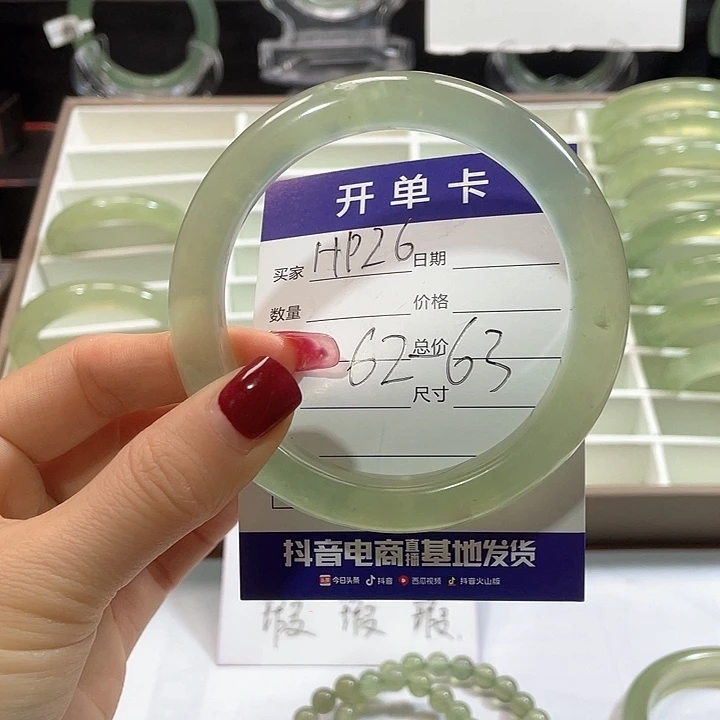 开单卡
买家 HP26 日期
数量 价格
62-63 总价
尺寸
抖音电商直播基地发货
今日头条 抖音 西瓜视频 抖音火山版